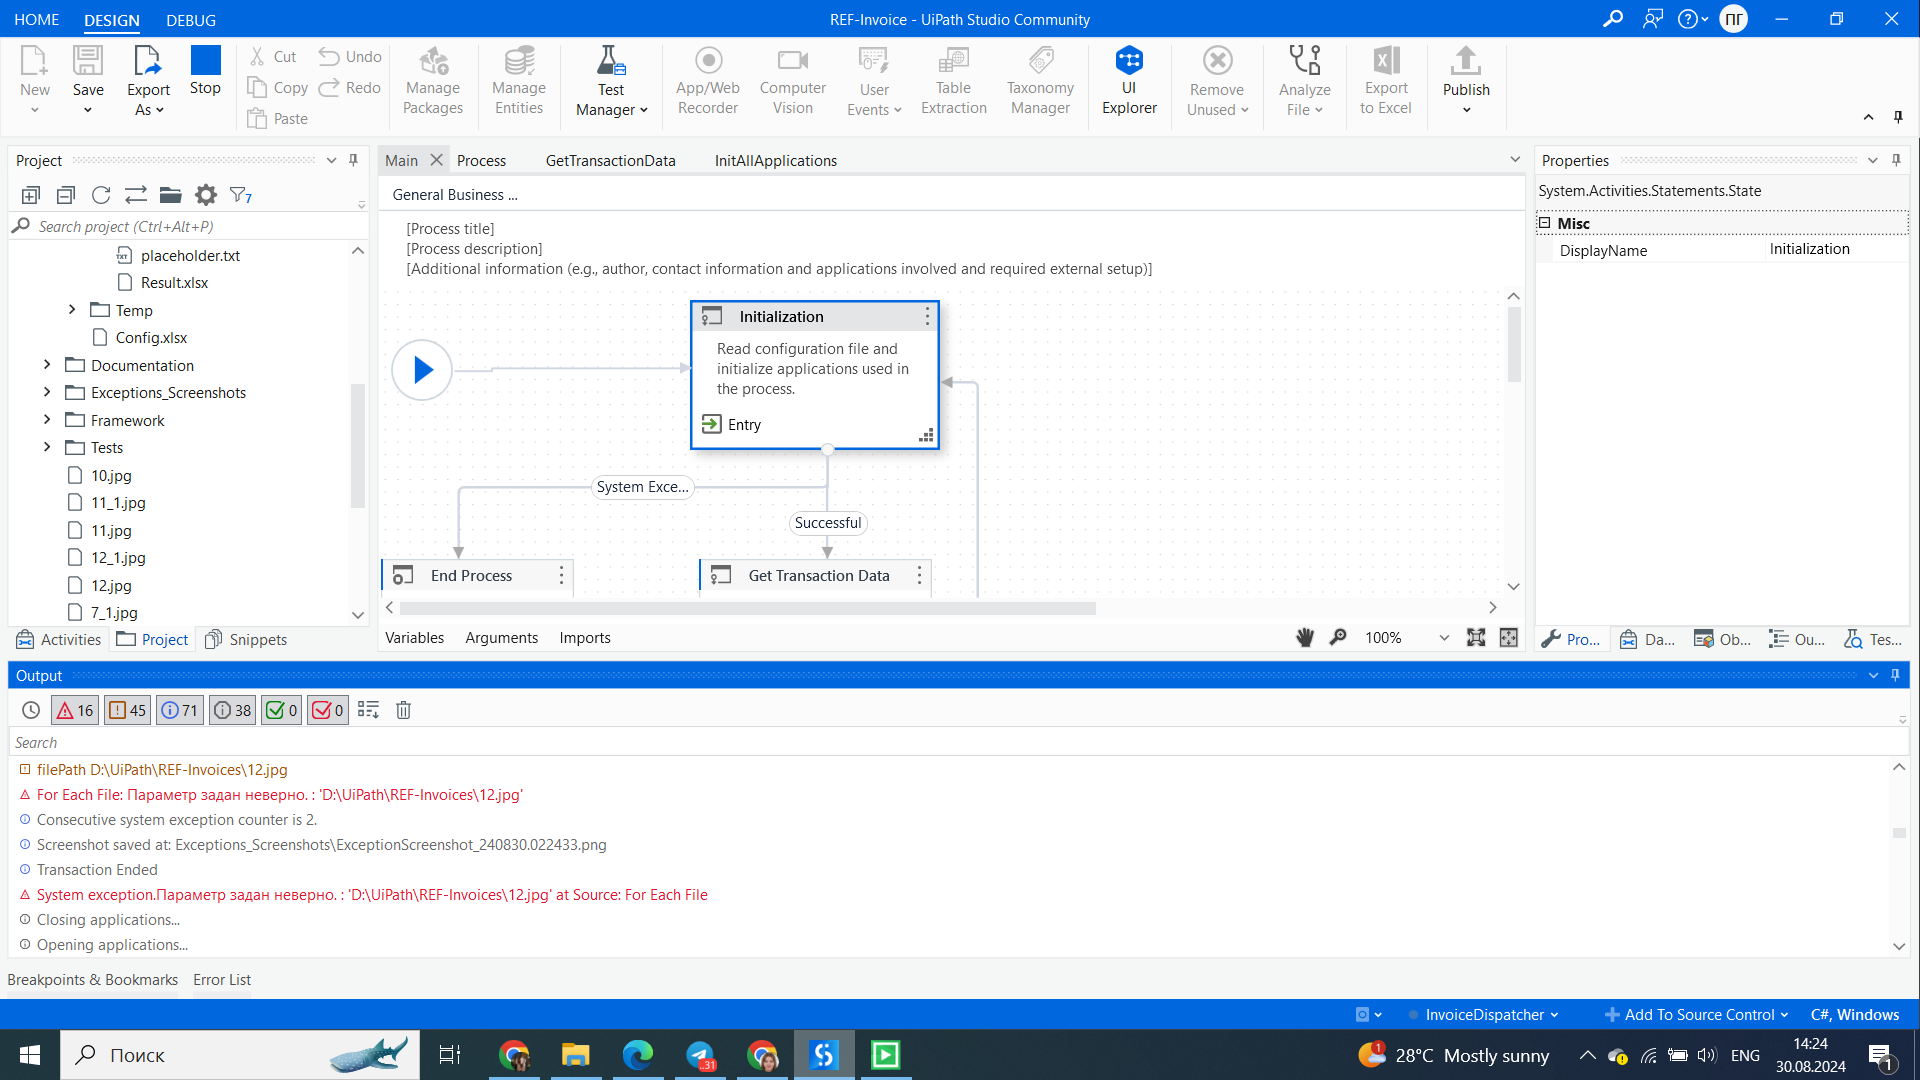 HOME DESIGN DEBUG
REF-Invoice - UiPath Studio Community
ПГ
New
Save
Export As
Stop
Cut
Copy
Paste
Undo
Redo
Manage Packages
Manage Entities
Test Manager
App/Web Recorder
Computer Vision
User Events
Table Extraction
Taxonomy Manager
UI Explorer
Remove Unused
Analyze File
Export to Excel
Publish
Project
7
Search project (Ctrl+Alt+P)
placeholder.txt
Result.xlsx
Temp
Config.xlsx
Documentation
Exceptions_Screenshots
Framework
Tests
10.jpg
11_1.jpg
11.jpg
12_1.jpg
12.jpg
7_1.jpg
Activities Project Snippets
Main Process GetTransactionData InitAllApplications
General Business ...
[Process title]
[Process description]
[Additional information (e.g., author, contact information and applications involved and required external setup)]
Initialization
Read configuration file and
initialize applications used in
the process.
Entry
System Exce...
Successful
End Process
Get Transaction Data
Variables Arguments Imports
100%
Properties
System.Activities.Statements.State
Misc
DisplayName Initialization
Pro... Da... Ob... Ou... Tes...
Output
16 45 71 38 0 0
Search
filePath D:\UiPath\REF-Invoices\12.jpg
For Each File: Параметр задан неверно. : 'D:\UiPath\REF-Invoices\12.jpg'
Consecutive system exception counter is 2.
Screenshot saved at: Exceptions_Screenshots\ExceptionScreenshot_240830.022433.png
Transaction Ended
System exception.Параметр задан неверно. : 'D:\UiPath\REF-Invoices\12.jpg' at Source: For Each File
Closing applications...
Opening applications...
Breakpoints & Bookmarks Error List
InvoiceDispatcher Add To Source Control C#, Windows
Поиск
31
1
28°C Mostly sunny
ENG
14:24
30.08.2024
1